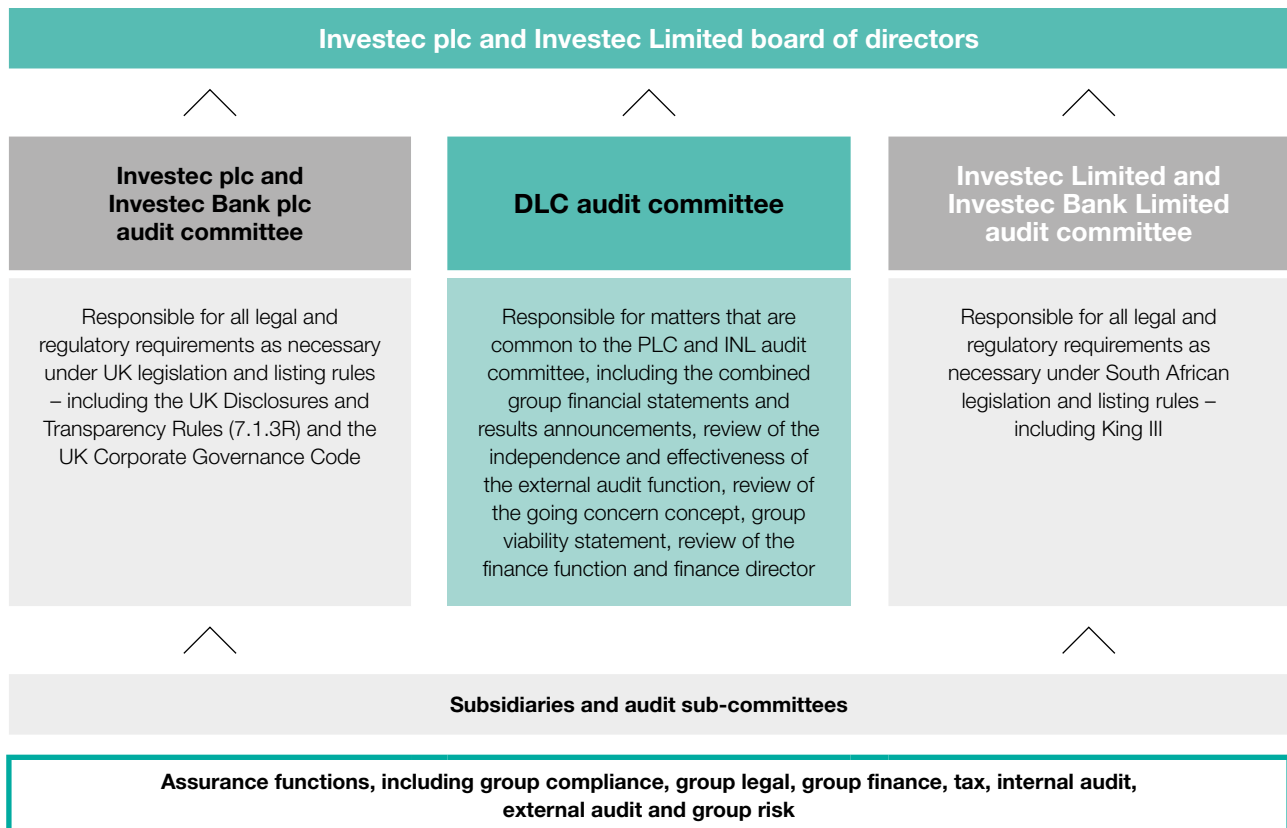 Investec plc and Investec Limited board of directors
Investec plc and
Investec Bank plc
audit committee
DLC audit committee
Investec Limited and
Investec Bank Limited
audit committee
Responsible for all legal and
regulatory requirements as necessary
under UK legislation and listing rules
– including the UK Disclosures and
Transparency Rules (7.1.3R) and the
UK Corporate Governance Code
Responsible for matters that are
common to the PLC and INL audit
committee, including the combined
group financial statements and
results announcements, review of the
independence and effectiveness of
the external audit function, review of
the going concern concept, group
viability statement, review of the
finance function and finance director
Responsible for all legal and
regulatory requirements as
necessary under South African
legislation and listing rules –
including King III
Subsidiaries and audit sub-committees
Assurance functions, including group compliance, group legal, group finance, tax, internal audit,
external audit and group risk